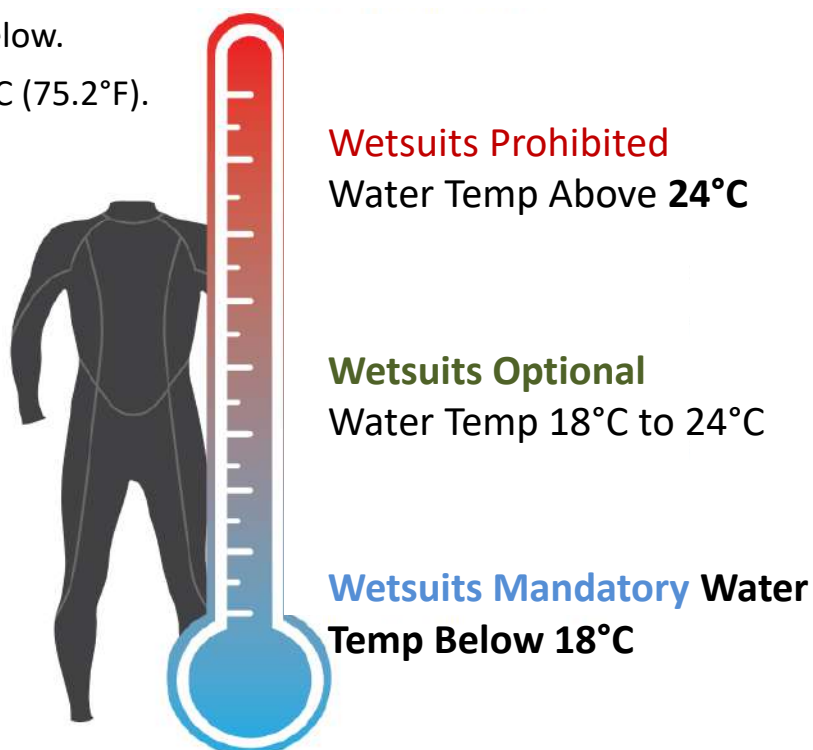 elow.
C (75.2°F).
Wetsuits Prohibited
Water Temp Above 24°C
Wetsuits Optional
Water Temp 18°C to 24°C
Wetsuits Mandatory Water
Temp Below 18°C